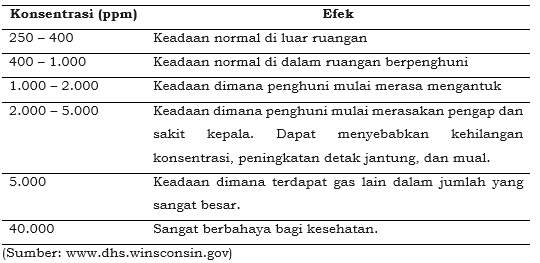 Konsentrasi (ppm) Efek
250 – 400 Keadaan normal di luar ruangan
400 – 1.000 Keadaan normal di dalam ruangan berpenghuni
1.000 – 2.000 Keadaan dimana penghuni mulai merasa mengantuk
2.000 – 5.000 Keadaan dimana penghuni mulai merasakan pengap dan
sakit kepala. Dapat menyebabkan kehilangan
konsentrasi, peningkatan detak jantung, dan mual.
5.000 Keadaan dimana terdapat gas lain dalam jumlah yang
sangat besar.
40.000 Sangat berbahaya bagi kesehatan.
(Sumber: www.dhs.winsconsin.gov)